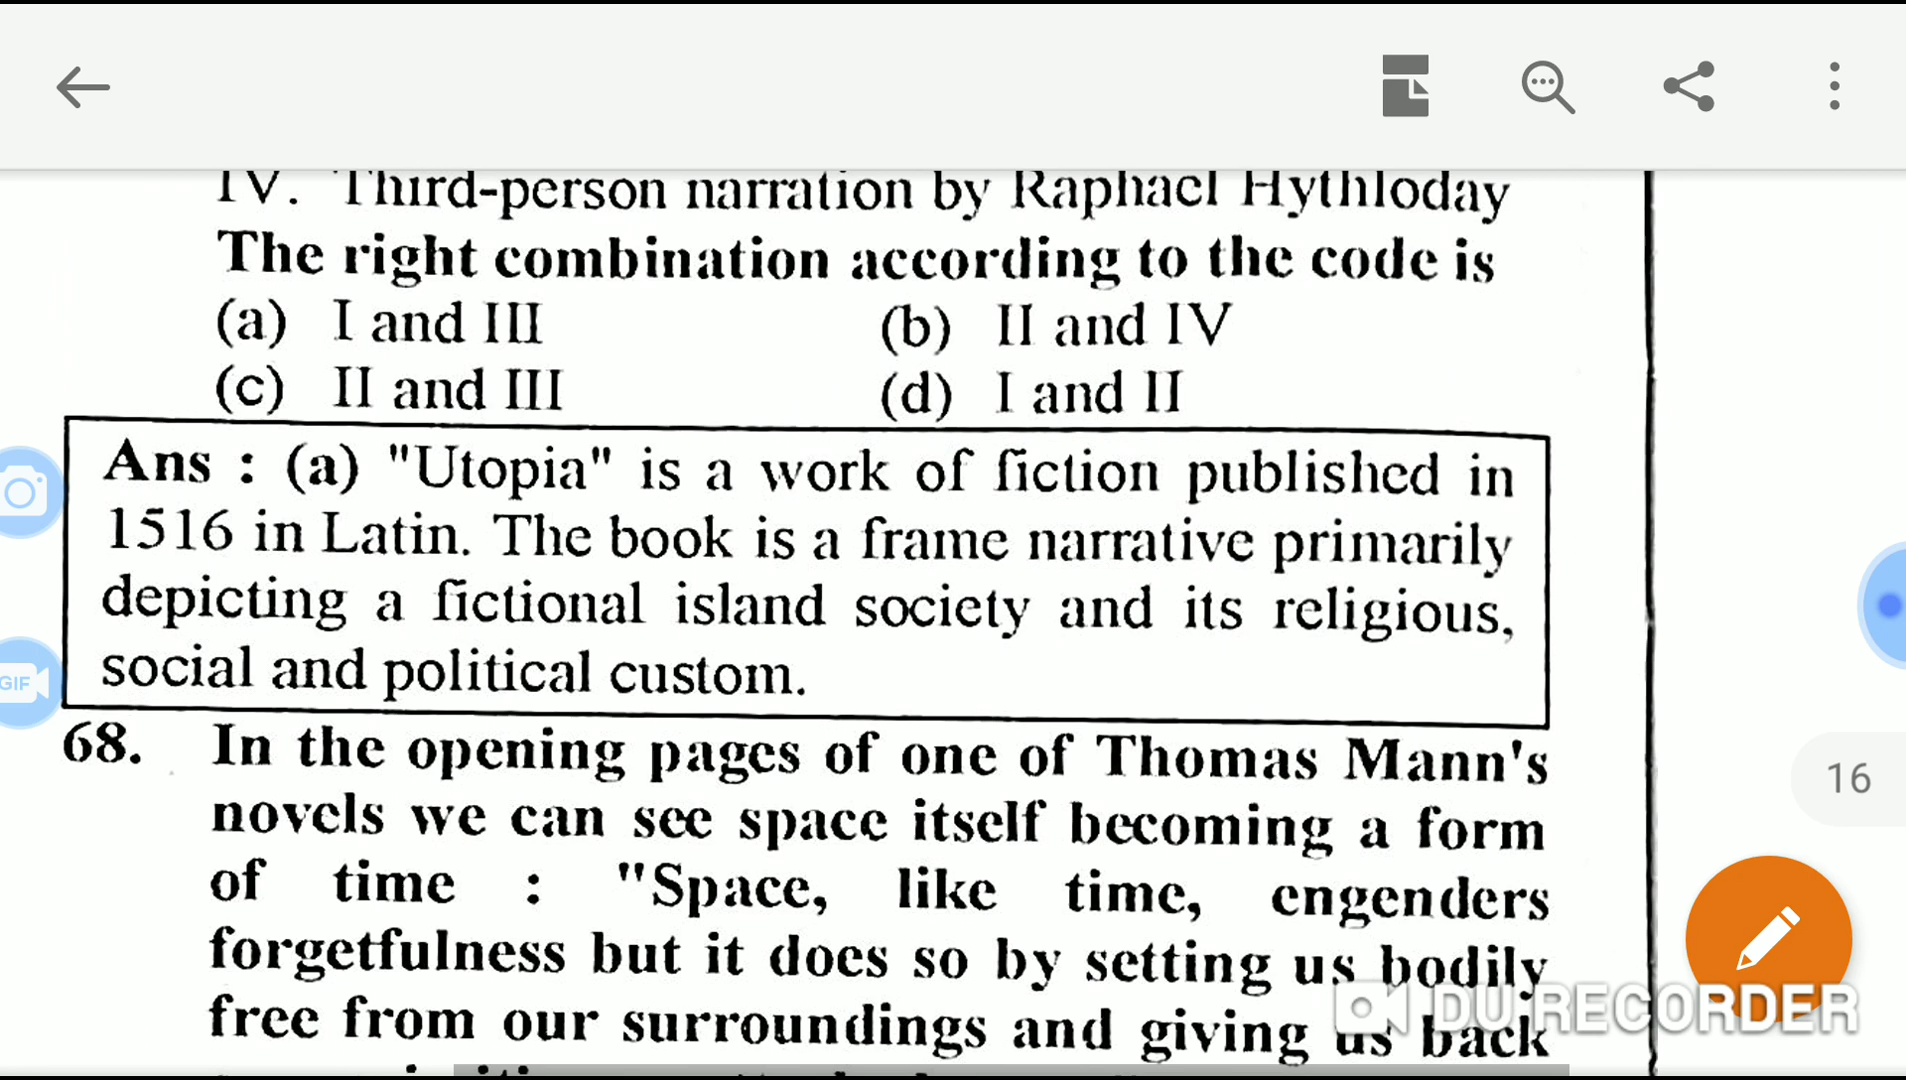 IV. Third-person narration by Raphael Hythloday
The right combination according to the code is
(a) I and III (b) II and IV
(c) II and III (d) I and II
Ans : (a) "Utopia" is a work of fiction published in
1516 in Latin. The book is a frame narrative primarily
depicting a fictional island society and its religious,
social and political custom.
GIF
16
68. In the opening pages of one of Thomas Mann's
novels we can see space itself becoming a form
of time : "Space, like time, engenders
forgetfulness but it does so by setting us bodily
free from our surroundings and giving us back
DU RECORDER